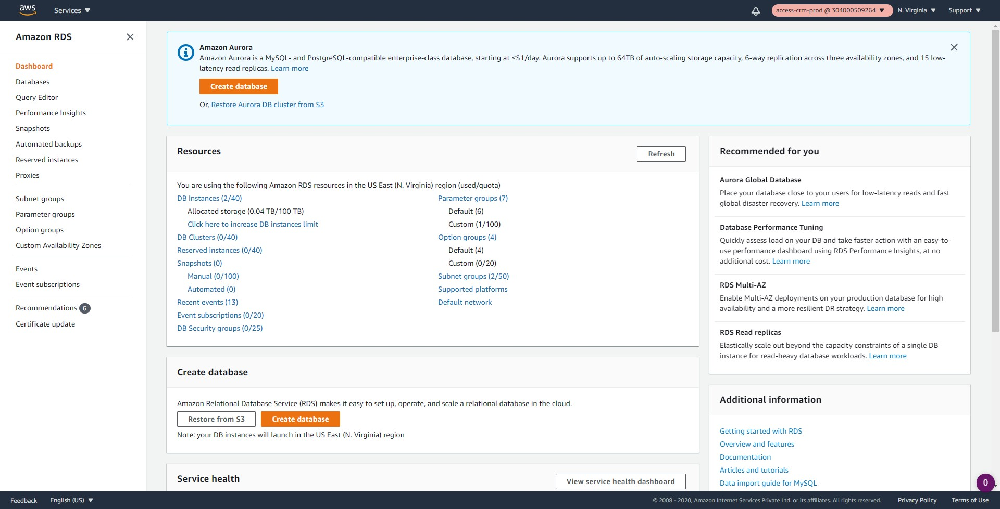 aws
Services
access-crm-prod @ 304000509264
N. Virginia
Support
Amazon RDS
Dashboard
Databases
Query Editor
Performance Insights
Snapshots
Automated backups
Reserved instances
Proxies
Subnet groups
Parameter groups
Option groups
Custom Availability Zones
Events
Event subscriptions
Recommendations 6
Certificate update
Amazon Aurora
Amazon Aurora is a MySQL- and PostgreSQL-compatible enterprise-class database, starting at <$1/day. Aurora supports up to 64TB of auto-scaling storage capacity, 6-way replication across three availability zones, and 15 low-
latency read replicas. Learn more
Create database
Or, Restore Aurora DB cluster from S3
Resources
Refresh
You are using the following Amazon RDS resources in the US East (N. Virginia) region (used/quota)
DB Instances (2/40)
Allocated storage (0.04 TB/100 TB)
Click here to increase DB instances limit
DB Clusters (0/40)
Reserved instances (0/40)
Snapshots (0)
Manual (0/100)
Automated (0)
Recent events (13)
Event subscriptions (0/20)
DB Security groups (0/25)
Parameter groups (7)
Default (6)
Custom (1/100)
Option groups (4)
Default (4)
Custom (0/20)
Subnet groups (2/50)
Supported platforms
Default network
Create database
Amazon Relational Database Service (RDS) makes it easy to set up, operate, and scale a relational database in the cloud.
Restore from S3
Create database
Note: your DB instances will launch in the US East (N. Virginia) region
Service health
View service health dashboard
Recommended for you
Aurora Global Database
Place your database close to your users for low-latency reads and fast
global disaster recovery. Learn more
Database Performance Tuning
Quickly assess load on your DB and take faster action with an easy-to-
use performance dashboard using RDS Performance Insights, at no
additional cost. Learn more
RDS Multi-AZ
Enable Multi-AZ deployments on your production database for high
availability and a more resilient DR strategy. Learn more
RDS Read replicas
Elastically scale out beyond the capacity constraints of a single DB
instance for read-heavy database workloads. Learn more
Additional information
Getting started with RDS
Overview and features
Documentation
Articles and tutorials
Data import guide for MySQL
0
Feedback
English (US)
© 2008 - 2020, Amazon Internet Services Private Ltd. or its affiliates. All rights reserved.
Privacy Policy
Terms of Use